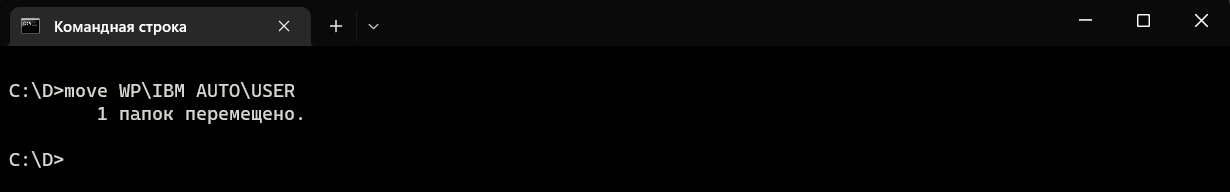 Командная строка
C:\D>move WP\IBM AUTO\USER
1 папок перемещено.
C:\D>